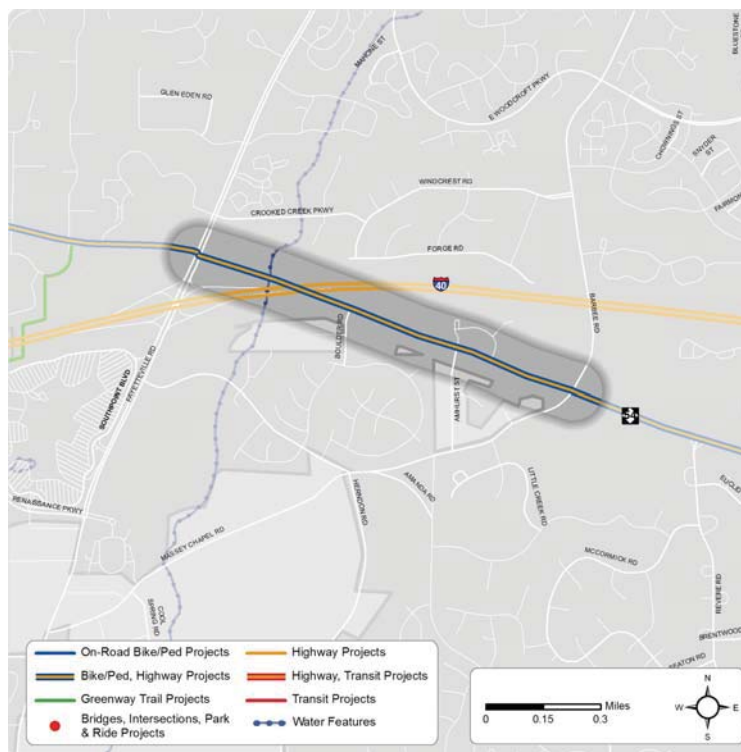 BLUESTONE
MAHONE ST
GLEN EDEN RD
E WOODCROFT PKWY
CHOWNINGS ST
SNYDER
ST
WINDCREST RD
FAIRMON
CROOKED CREEK PKWY
FORGE RD
40
BARBEE RD
BOULDER RD
SOUTHPOINT BLVD
FAYETTEVILLE RD
54
AMHURST ST
RENAISSANCE PKWY
HERNDON RD
AMANDA RD
LITTLE CREEK RD
EUCLID
MASSEY CHAPEL RD
MCCORMICK RD
REVERE RD
COOL
SPRING RD
BRENTWOOD
SEATON RD
On-Road Bike/Ped Projects
Highway Projects
Bike/Ped, Highway Projects
Highway, Transit Projects
Greenway Trail Projects
Transit Projects
Bridges, Intersections, Park
& Ride Projects
Water Features
Miles
0 0.15 0.3
N
W E
S